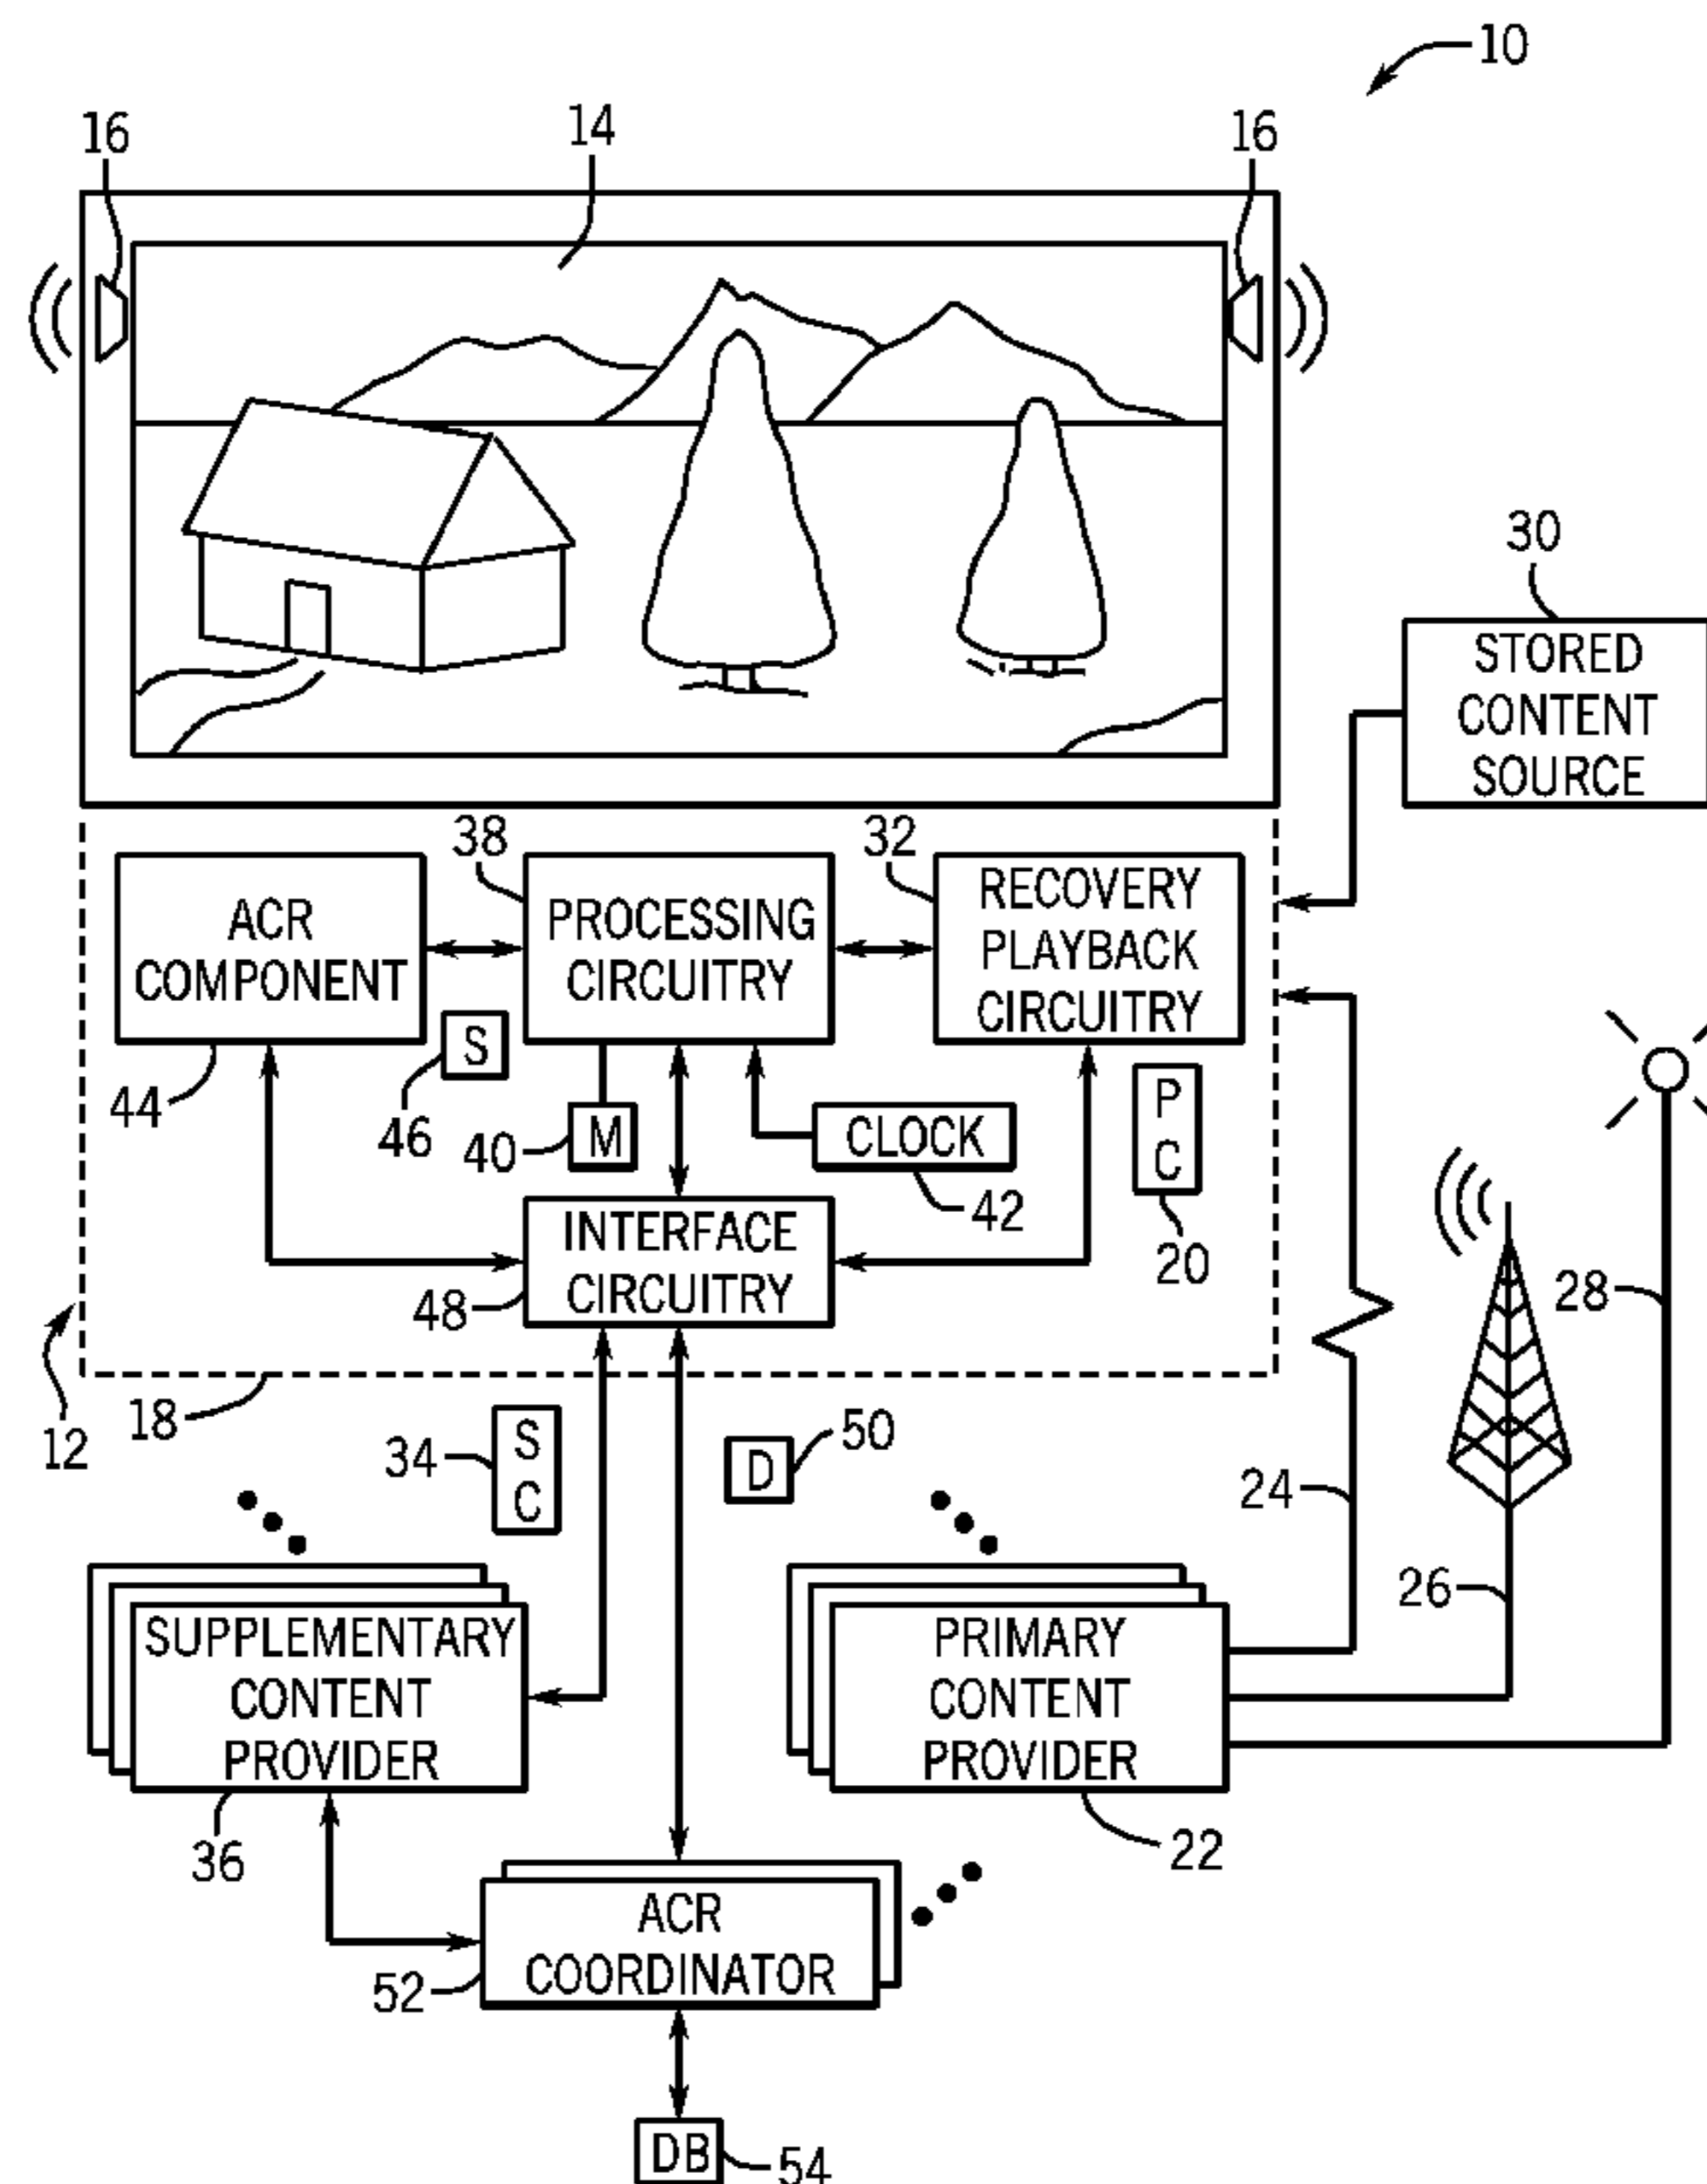 10
16
14
16
30
STORED
CONTENT
SOURCE
38
32
ACR
COMPONENT
PROCESSING
CIRCUITRY
RECOVERY
PLAYBACK
CIRCUITRY
44
S
46
40
M
CLOCK
42
P
C
20
INTERFACE
CIRCUITRY
48
28
12
18
34
S
C
D
50
24
26
SUPPLEMENTARY
CONTENT
PROVIDER
36
PRIMARY
CONTENT
PROVIDER
22
ACR
COORDINATOR
52
DB
54